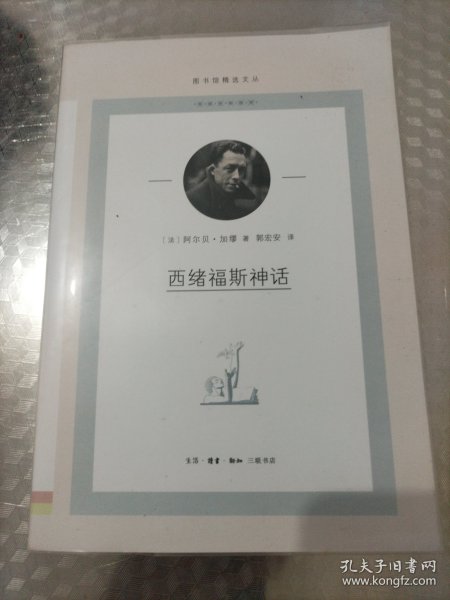 图书馆精选文丛
[法] 阿尔贝·加缪 著 郭宏安 译
西绪福斯神话
生活·读书·新知 三联书店
孔夫子旧书网
www.kongfz.com